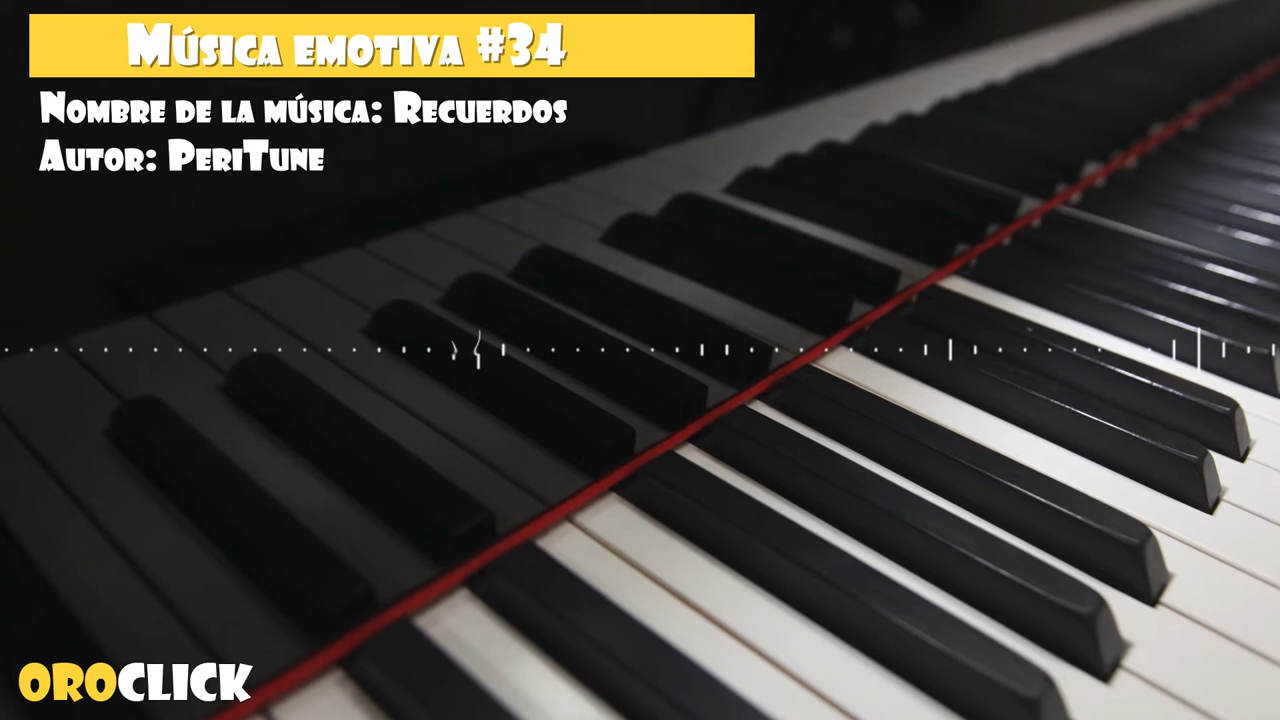 Música emotiva #34
Nombre de la música: Recuerdos
Autor: PeriTune
OROCLICK